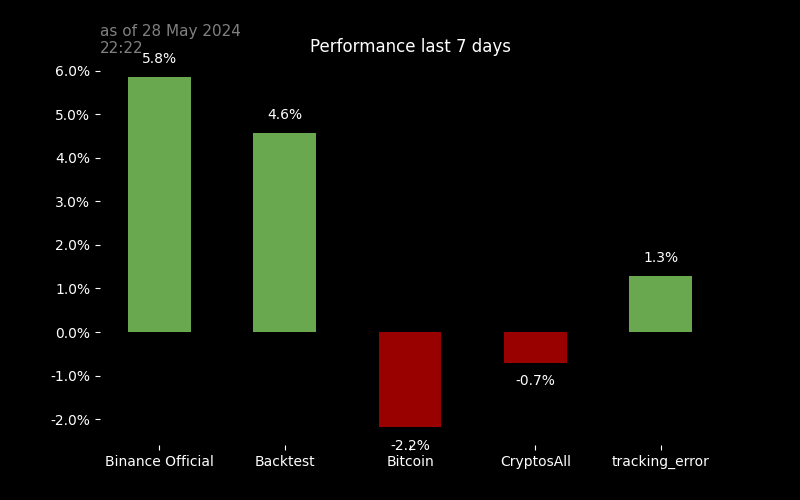 as of 28 May 2024
22:22
Performance last 7 days
5.8%
4.6%
1.3%
-0.7%
-2.2%
6.0%
5.0%
4.0%
3.0%
2.0%
1.0%
0.0%
-1.0%
-2.0%
Binance Official
Backtest
Bitcoin
CryptosAll
tracking_error